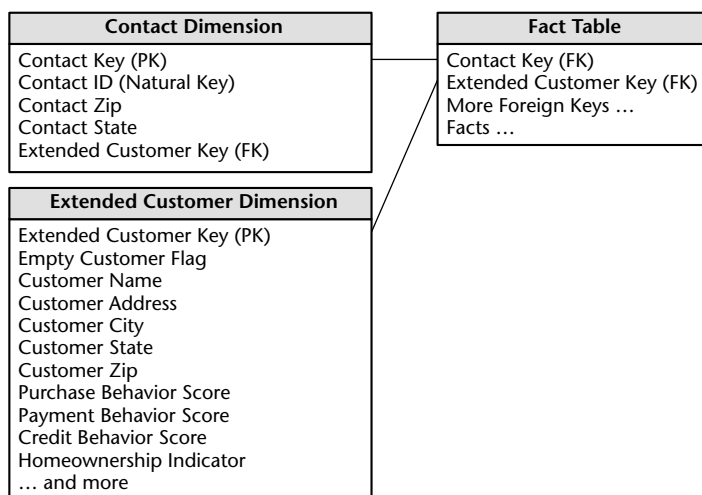 Contact Dimension
Contact Key (PK)
Contact ID (Natural Key)
Contact Zip
Contact State
Extended Customer Key (FK)
Fact Table
Contact Key (FK)
Extended Customer Key (FK)
More Foreign Keys …
Facts …
Extended Customer Dimension
Extended Customer Key (PK)
Empty Customer Flag
Customer Name
Customer Address
Customer City
Customer State
Customer Zip
Purchase Behavior Score
Payment Behavior Score
Credit Behavior Score
Homeownership Indicator
… and more